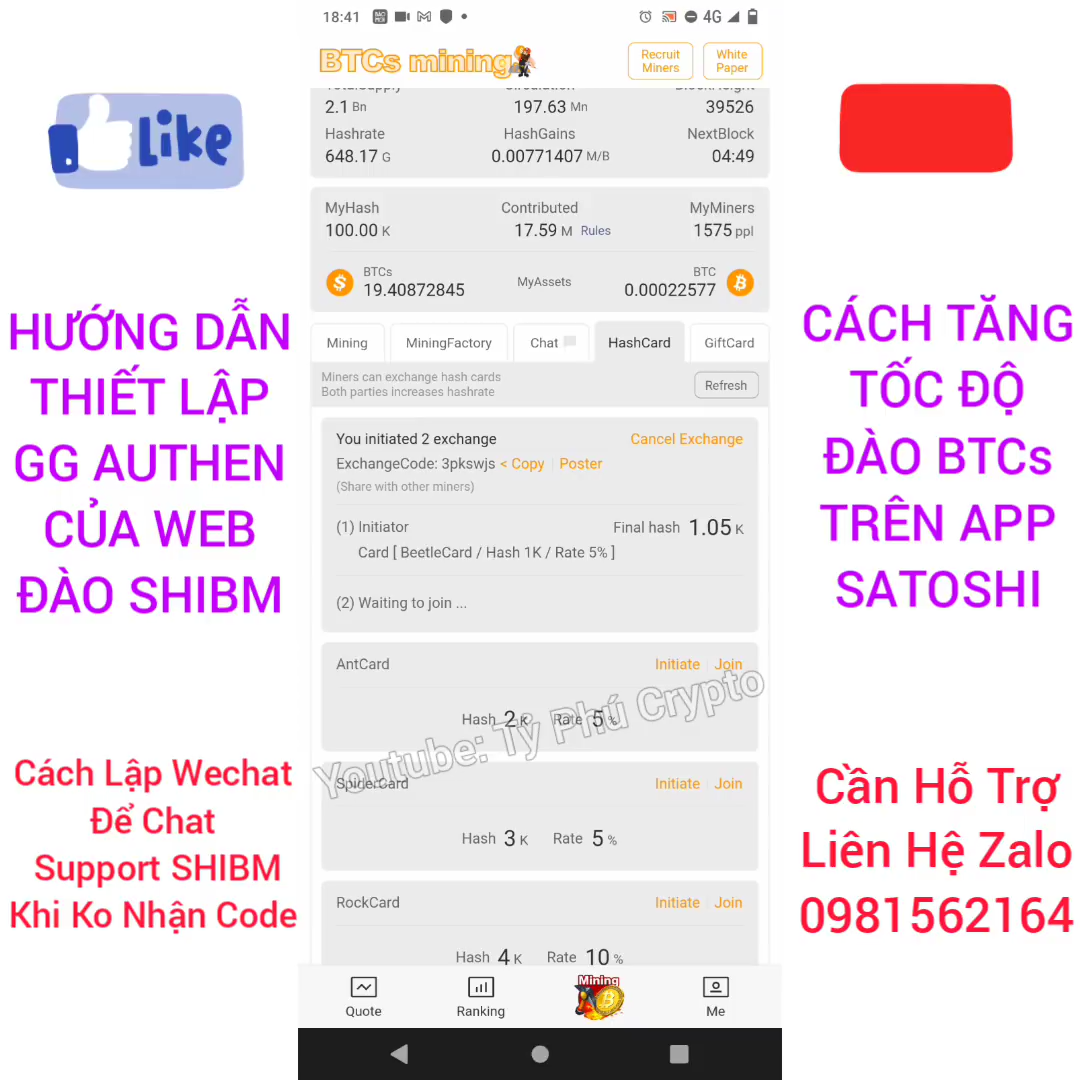 18:41
4G
BTCs mining
Recruit Miners
White Paper
TotalSupply Circulation BlockHeight
2.1 Bn 197.63 Mn 39526
Hashrate HashGains NextBlock
648.17 G 0.00771407 M/B 04:49
MyHash Contributed MyMiners
100.00 K 17.59 M Rules 1575 ppl
BTCs MyAssets BTC
19.40872845 0.00022577
Mining MiningFactory Chat HashCard GiftCard
Miners can exchange hash cards
Both parties increases hashrate
Refresh
You initiated 2 exchange Cancel Exchange
ExchangeCode: 3pkswjs < Copy | Poster
(Share with other miners)
(1) Initiator Final hash 1.05 K
Card [ BeetleCard / Hash 1K / Rate 5% ]
(2) Waiting to join ...
AntCard Initiate | Join
Hash 2 K Rate 5 %
Youtube: Tỷ Phú Crypto
SpiderCard Initiate | Join
Hash 3 K Rate 5 %
RockCard Initiate | Join
Hash 4 K Rate 10 %
Quote Ranking Mining Me
Like
HƯỚNG DẪN
THIẾT LẬP
GG AUTHEN
CỦA WEB
ĐÀO SHIBM
Cách Lập Wechat
Để Chat
Support SHIBM
Khi Ko Nhận Code
CÁCH TĂNG
TỐC ĐỘ
ĐÀO BTCs
TRÊN APP
SATOSHI
Cần Hỗ Trợ
Liên Hệ Zalo
0981562164